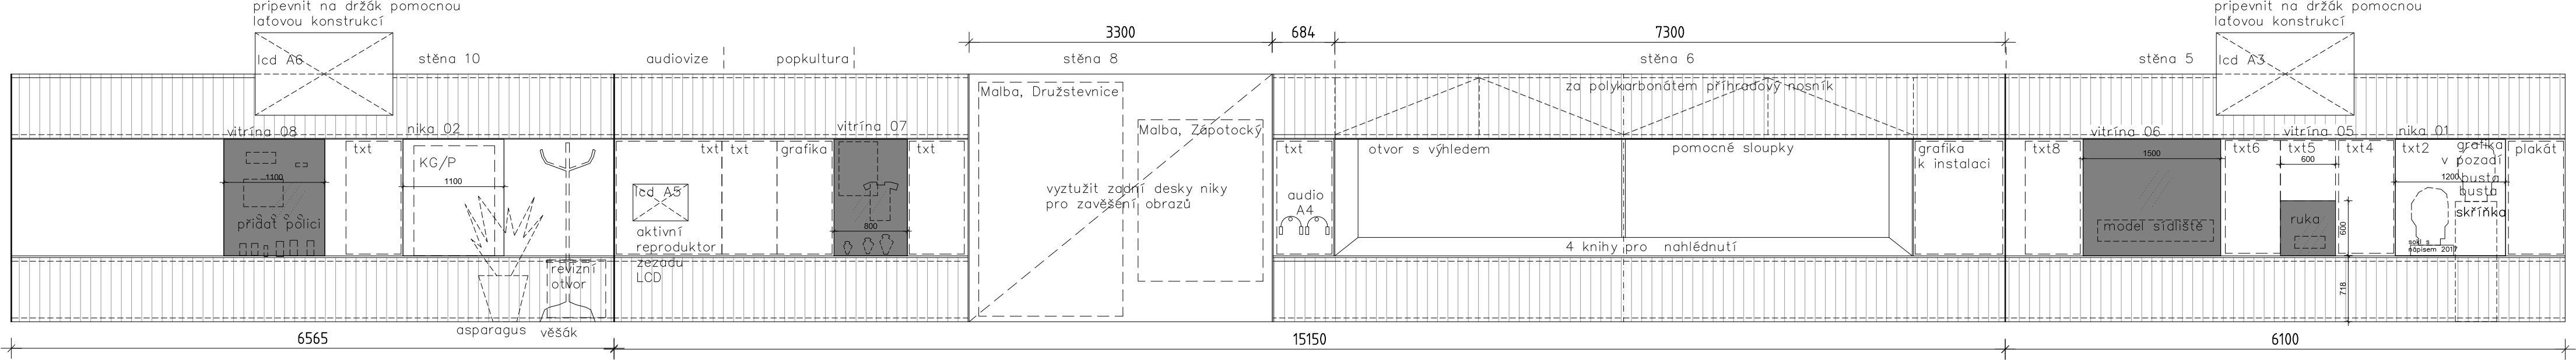 pripevnit na držák pomocnou
laťovou konstrukcí
lcd A6
stěna 10
audiovize
popkultura
3300
stěna 8
684
7300
stěna 6
stěna 5
pripevnit na držák pomocnou
laťovou konstrukcí
lcd A3
Malba, Družstevnice
Malba, Zápotocký
za polykarbonátem příhradový nosník
vitrína 08
nika 02
vitrína 07
vitrína 06
vitrína 05
nika 01
1100
přidat polici
txt
KG/P
1100
txt
txt
grafika
txt
lcd A5
aktivní
reproduktor
zezadu
LCD
800
vyztužit zadní desky niky
pro zavěšení obrazů
txt
audio
A4
otvor s výhledem
pomocné sloupky
4 knihy pro nahlédnutí
grafika
k instalaci
txt8
1500
model sídliště
txt6
txt5
600
ruka
600
718
txt4
txt2
grafika
v pozadí
1200
busta
busta
skříňka
sokl s
nápisem 2017
plakát
revizní
otvor
asparagus
věšák
6565
15150
6100